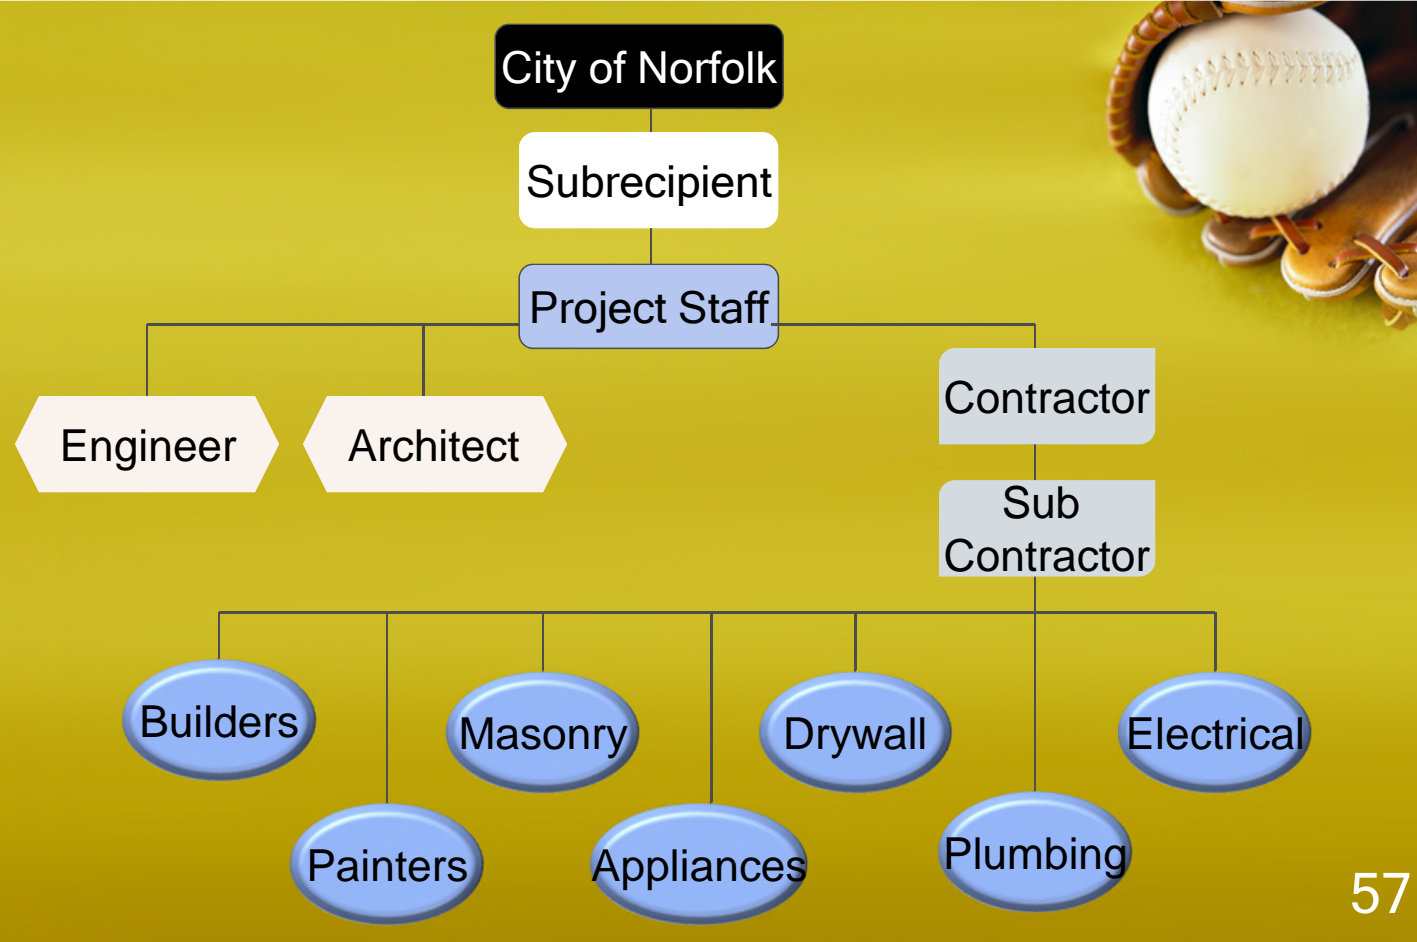 City of Norfolk
Subrecipient
Project Staff
Engineer
Architect
Contractor
Sub
Contractor
Builders
Masonry
Drywall
Electrical
Painters
Appliances
Plumbing
57